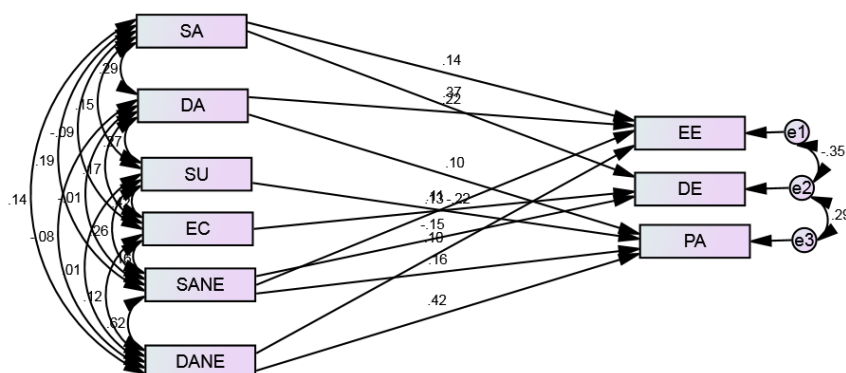 SA
.14
.29
DA
.37
.22
EE
e1
.15
-.09
-.35
.27
.10
.19
.17
SU
DE
e2
.14
-.01
.13
-.22
.29
EC
-.15
PA
e3
-.08
.26
.10
.16
.01
SANE
.12
.42
.62
DANE